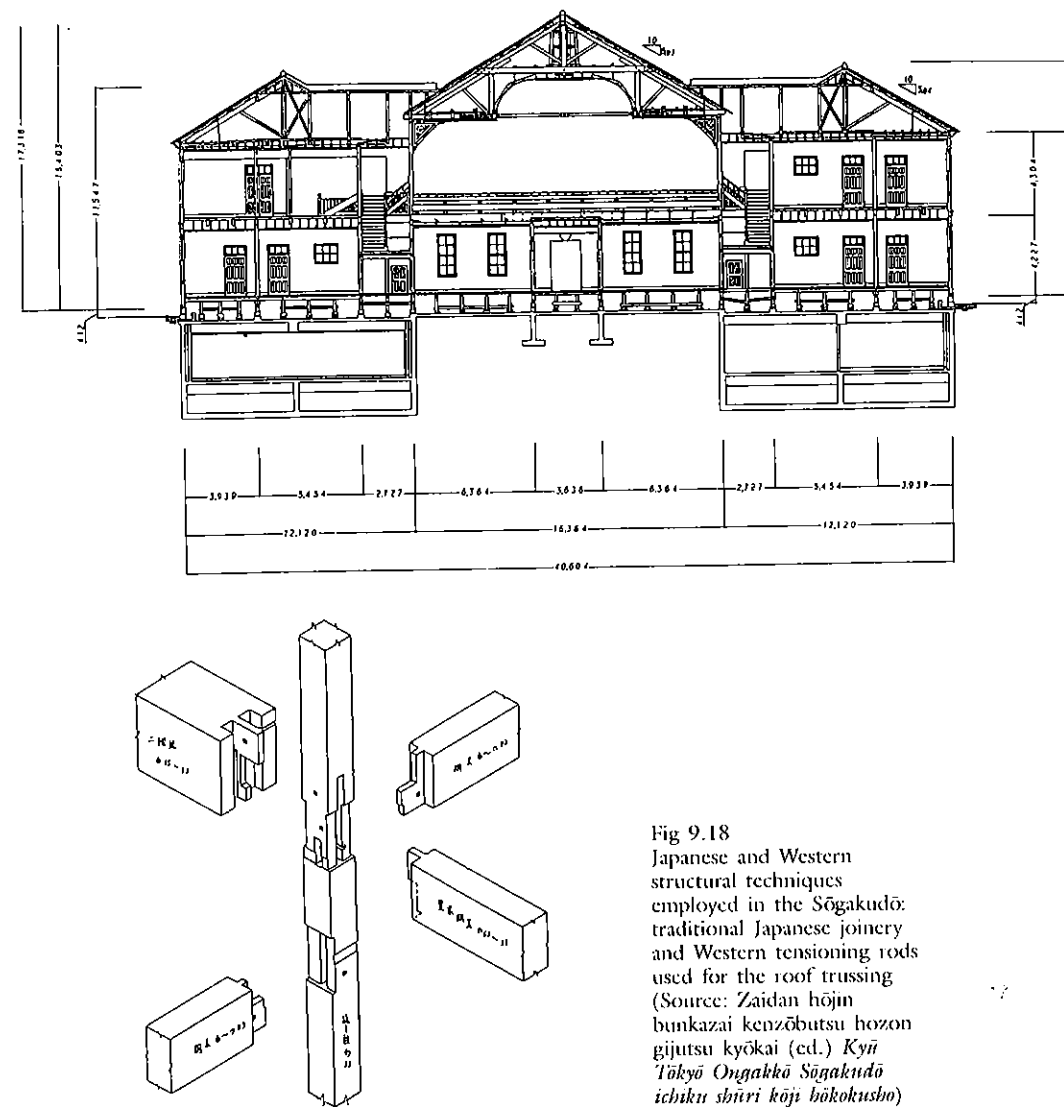 10
10
17,318
15,403
11,547
4,304
4,227
442
442
3,939 5,454 2,727 6,364 3,636 6,364 2,727 5,454 3,939
12,120 16,364 12,120
40,604
Fig 9.18
Japanese and Western
structural techniques
employed in the Sōgakudō:
traditional Japanese joinery
and Western tensioning rods
used for the roof trussing
(Source: Zaidan hōjin
bunkazai kenzōbutsu hozon
gijutsu kyōkai (ed.) Kyū
Tōkyō Ongakkō Sōgakudō
ichiku shūri kōji hōkokusho)